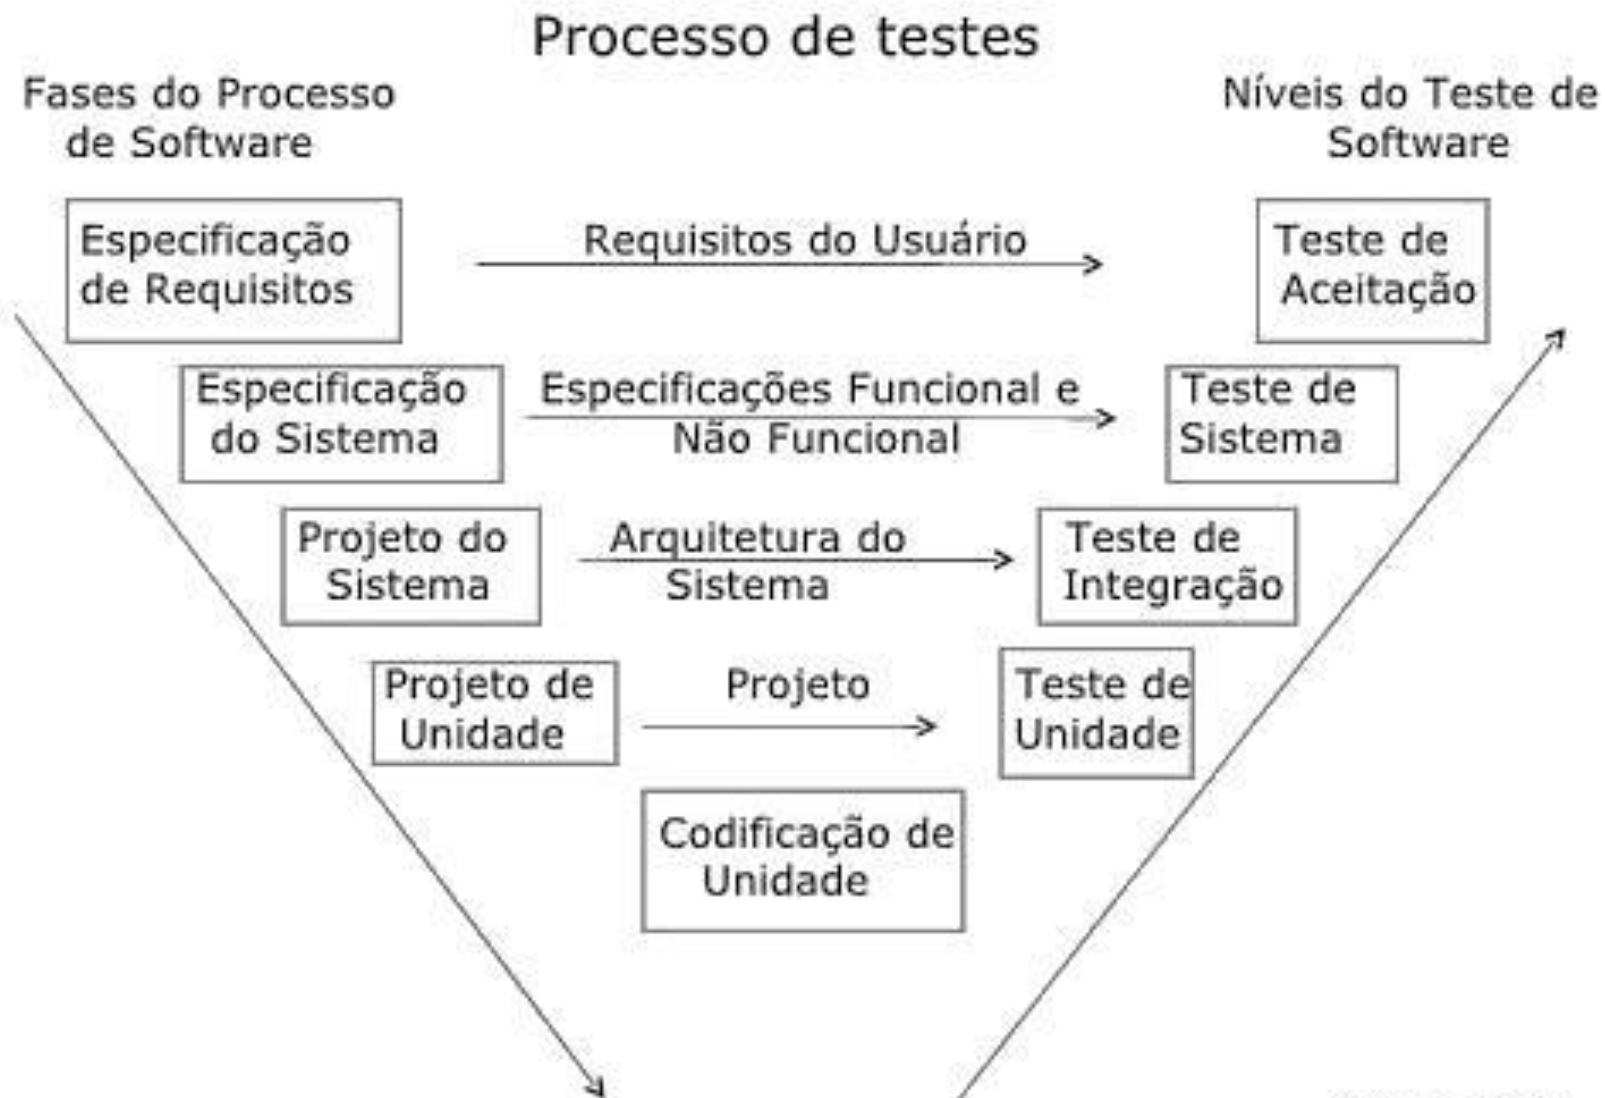 Processo de testes
Fases do Processo
de Software
Níveis do Teste de
Software
Especificação
de Requisitos
Requisitos do Usuário
Teste de
Aceitação
Especificação
do Sistema
Especificações Funcional e
Não Funcional
Teste de
Sistema
Projeto do
Sistema
Arquitetura do
Sistema
Teste de
Integração
Projeto de
Unidade
Projeto
Teste de
Unidade
Codificação de
Unidade